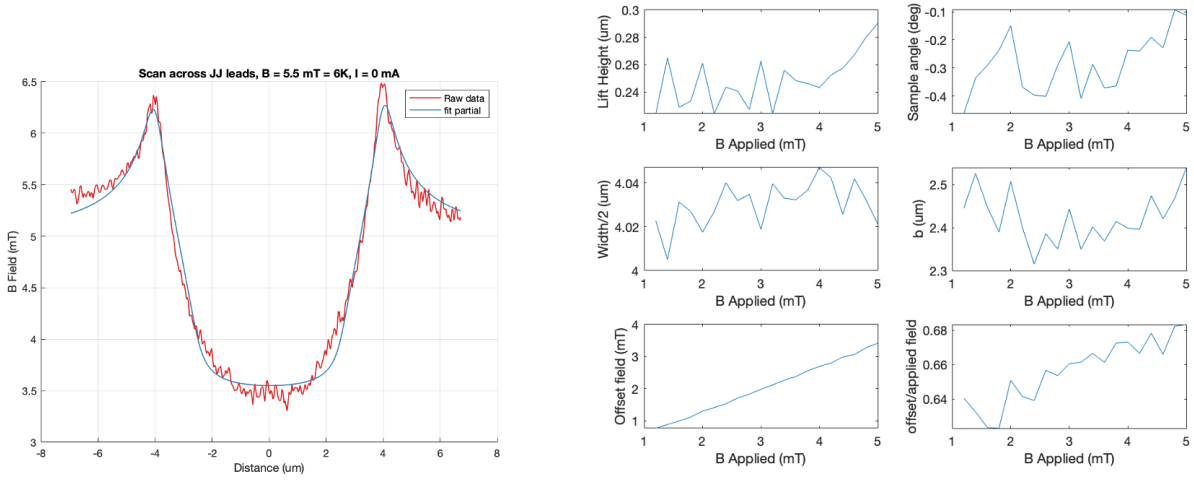 Scan across JJ leads, B = 5.5 mT = 6K, I = 0 mA
6.5
6
5.5
5
4.5
4
3.5
3
B Field (mT)
Raw data
fit partial
-8 -6 -4 -2 0 2 4 6 8
Distance (um)
0.3
0.28
0.26
0.24
Lift Height (um)
1 2 3 4 5
B Applied (mT)
-0.1
-0.2
-0.3
-0.4
Sample angle (deg)
1 2 3 4 5
B Applied (mT)
4.04
4.02
4
Width/2 (um)
1 2 3 4 5
B Applied (mT)
2.5
2.4
2.3
b (um)
1 2 3 4 5
B Applied (mT)
4
3
2
1
Offset field (mT)
1 2 3 4 5
B Applied (mT)
0.68
0.66
0.64
offset/applied field
1 2 3 4 5
B Applied (mT)